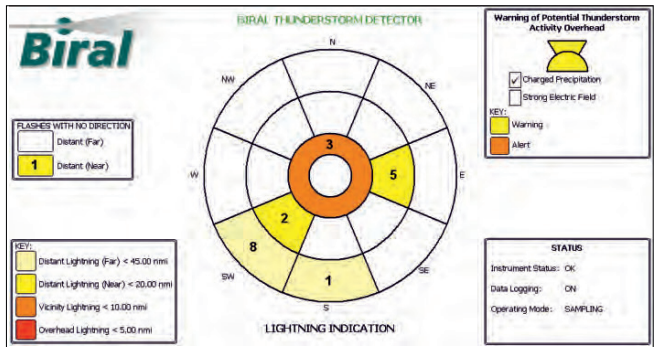 Biral
BIRAL THUNDERSTORM DETECTOR
Warning of Potential Thunderstorm
Activity Overhead
Charged Precipitation
Strong Electric Field
KEY:
Warning
Alert
FLASHES WITH NO DIRECTION
Distant (Far)
1 Distant (Near)
N
NW
NE
W
E
SW
SE
S
3
5
2
8
1
KEY:
Distant Lightning (Far) < 45.00 nmi
Distant Lightning (Near) < 20.00 nmi
Vicinity Lightning < 10.00 nmi
Overhead Lightning < 5.00 nmi
LIGHTNING INDICATION
STATUS
Instrument Status: OK
Data Logging: ON
Operating Mode: SAMPLING